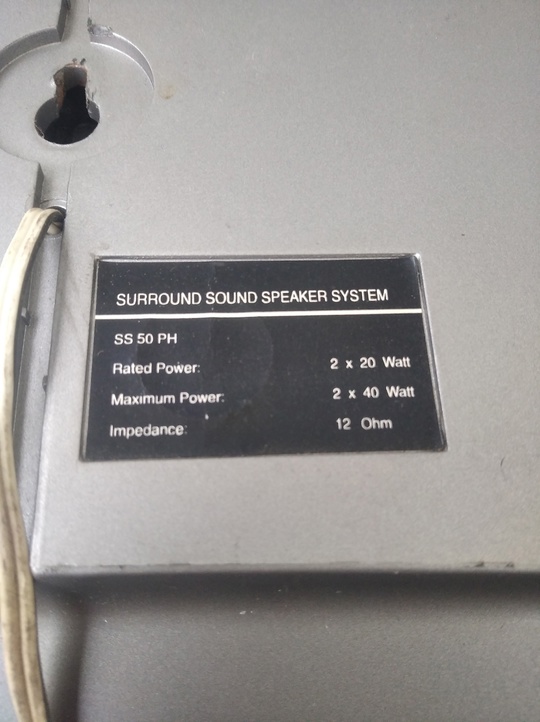 SURROUND SOUND SPEAKER SYSTEM
SS 50 PH
Rated Power: 2 x 20 Watt
Maximum Power: 2 x 40 Watt
Impedance: 12 Ohm